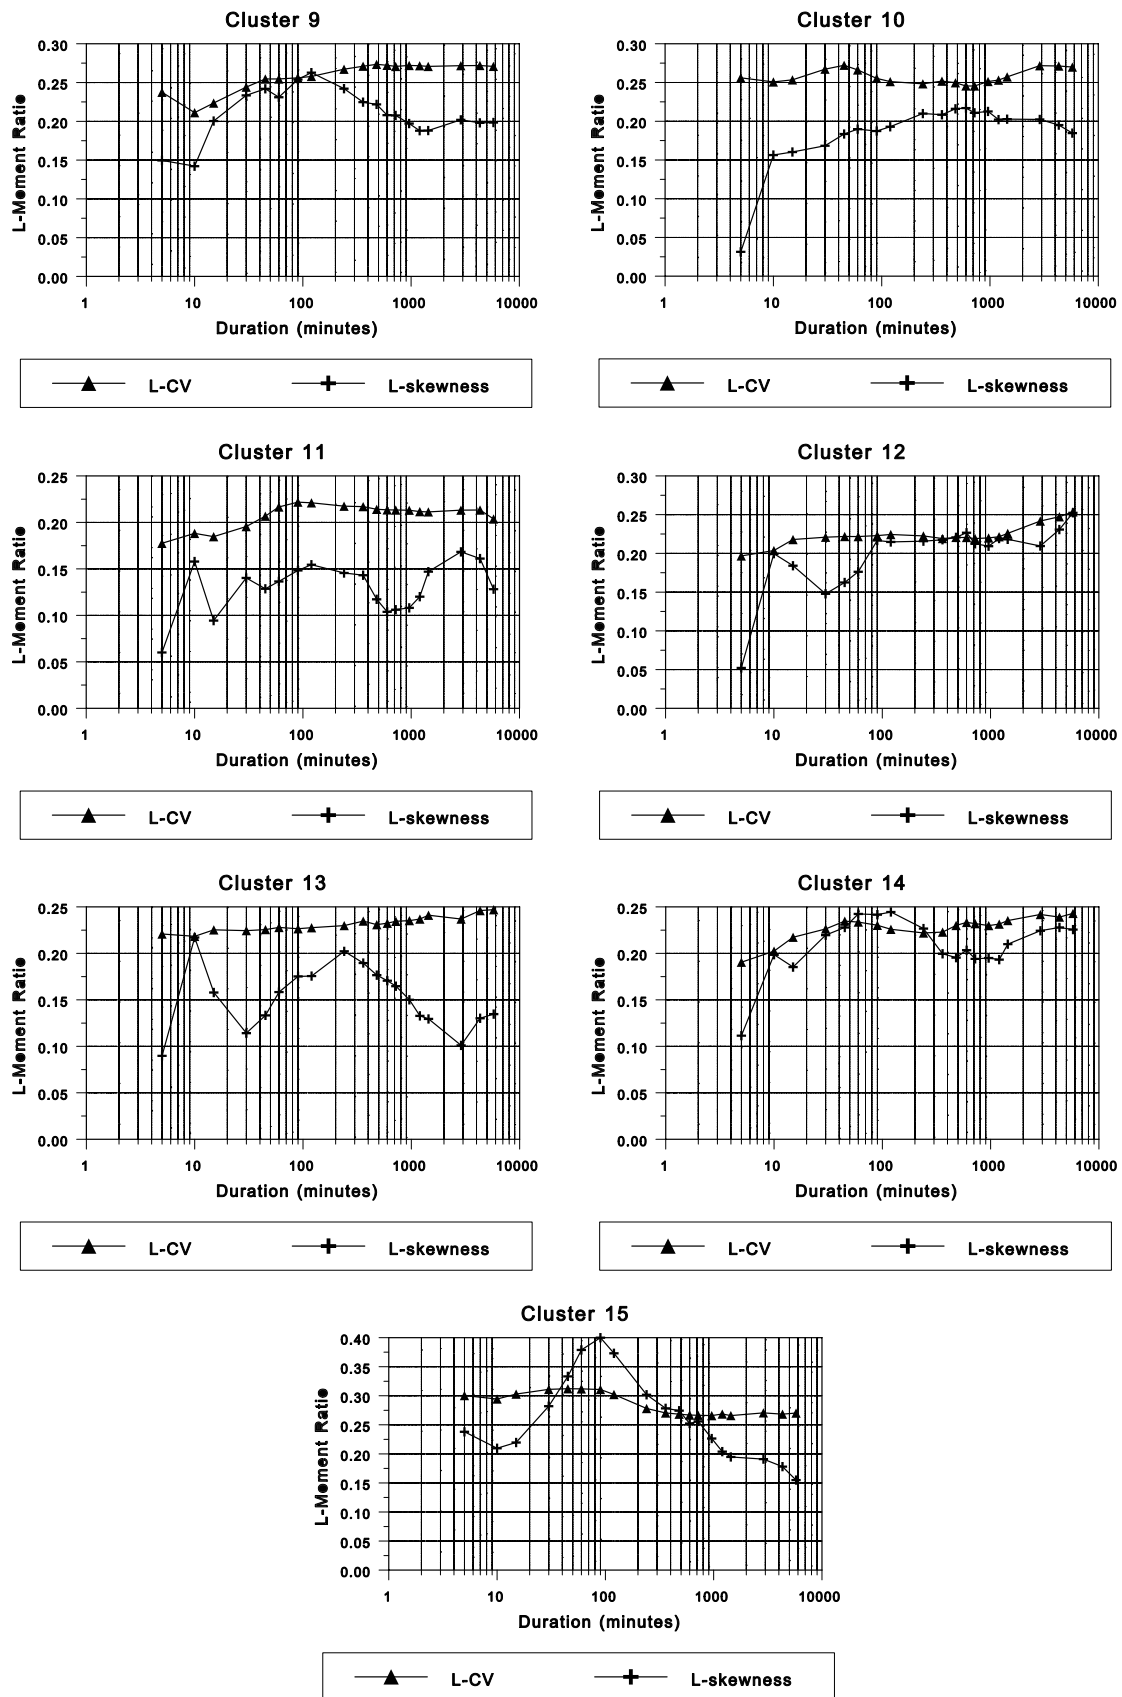 Cluster 9
L-Moment Ratio
0.30
0.25
0.20
0.15
0.10
0.05
0.00
1 10 100 1000 10000
Duration (minutes)
L-CV L-skewness
Cluster 10
L-Moment Ratio
0.30
0.25
0.20
0.15
0.10
0.05
0.00
1 10 100 1000 10000
Duration (minutes)
L-CV L-skewness
Cluster 11
L-Moment Ratio
0.25
0.20
0.15
0.10
0.05
0.00
1 10 100 1000 10000
Duration (minutes)
L-CV L-skewness
Cluster 12
L-Moment Ratio
0.30
0.25
0.20
0.15
0.10
0.05
0.00
1 10 100 1000 10000
Duration (minutes)
L-CV L-skewness
Cluster 13
L-Moment Ratio
0.25
0.20
0.15
0.10
0.05
0.00
1 10 100 1000 10000
Duration (minutes)
L-CV L-skewness
Cluster 14
L-Moment Ratio
0.25
0.20
0.15
0.10
0.05
0.00
1 10 100 1000 10000
Duration (minutes)
L-CV L-skewness
Cluster 15
L-Moment Ratio
0.40
0.35
0.30
0.25
0.20
0.15
0.10
0.05
0.00
1 10 100 1000 10000
Duration (minutes)
L-CV L-skewness